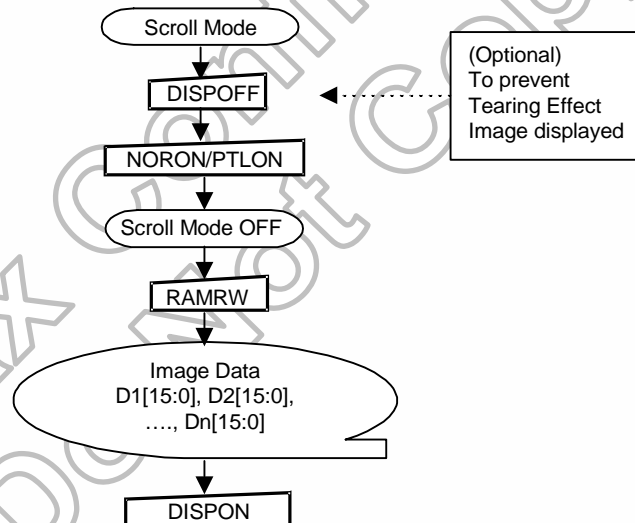 Scroll Mode
DISPOFF
(Optional)
To prevent
Tearing Effect
Image displayed
NORON/PTLON
Scroll Mode OFF
RAMRW
Image Data
D1[15:0], D2[15:0],
…., Dn[15:0]
DISPON